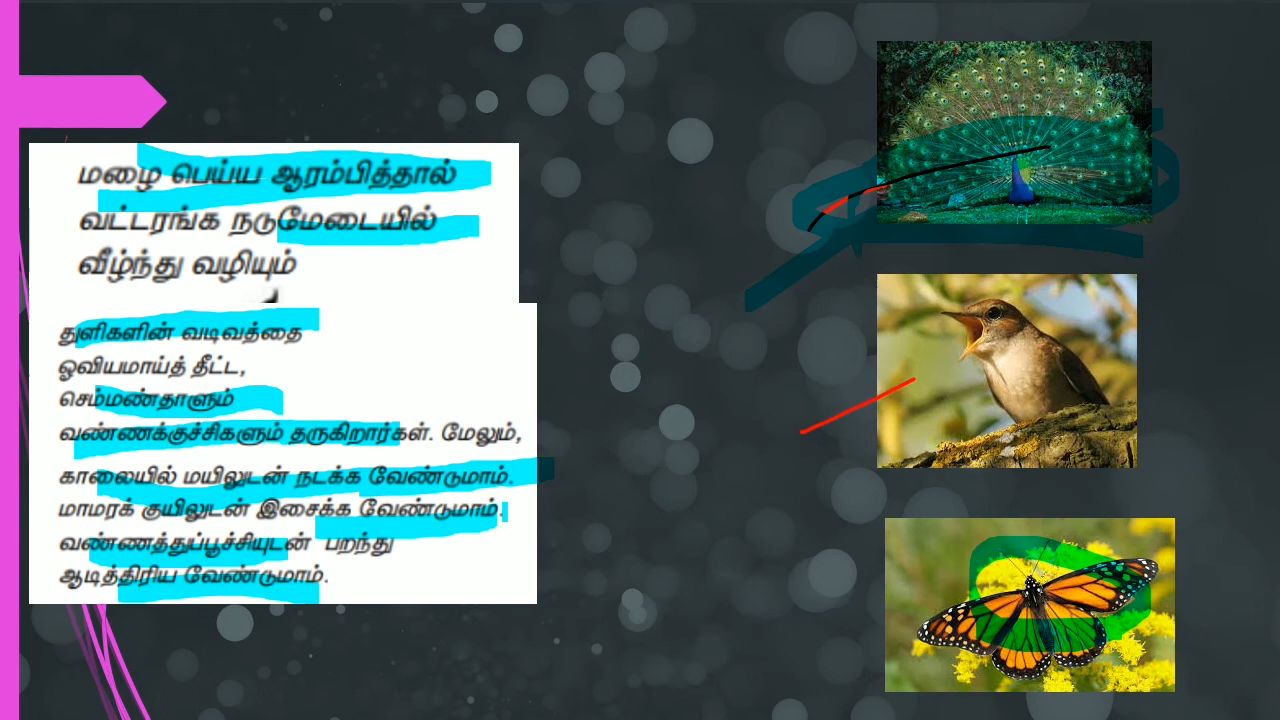 மழை பெய்ய ஆரம்பித்தால்
வட்டரங்க நடுமேடையில்
வீழ்ந்து வழியும்
துளிகளின் வடிவத்தை
ஓவியமாய்த் தீட்ட,
செம்மண்தாளும்
வண்ணக்குச்சிகளும் தருகிறார்கள். மேலும்,
காலையில் மயிலுடன் நடக்க வேண்டுமாம்.
மாமரக் குயிலுடன் இசைக்க வேண்டுமாம்.
வண்ணத்துப்பூச்சியுடன் பறந்து
ஆடித்திரிய வேண்டுமாம்.